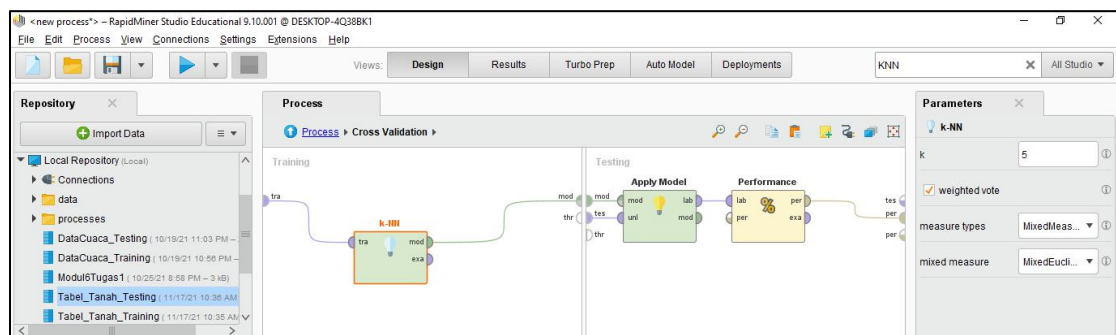 <new process*> – RapidMiner Studio Educational 9.10.001 @ DESKTOP-4Q38BK1
File Edit Process View Connections Settings Extensions Help
Views: Design Results Turbo Prep Auto Model Deployments KNN All Studio
Repository
Import Data
Local Repository (Local)
Connections
data
processes
DataCuaca_Testing (10/19/21 11:03 PM –
DataCuaca_Training (10/19/21 10:56 PM –
Modul6Tugas1 (10/25/21 8:58 PM – 3 kB)
Tabel_Tanah_Testing (11/17/21 10:36 AM
Tabel_Tanah_Training (11/17/21 10:35 AM
Process
Process Cross Validation
Training
tra
k-NN
tra mod
exa
mod
thr
Testing
mod
tes
thr
Apply Model
mod lab
unl mod
Performance
lab per
per exa
tes
per
per
Parameters
k-NN
k 5
weighted vote
measure types MixedMeas...
mixed measure MixedEucli...